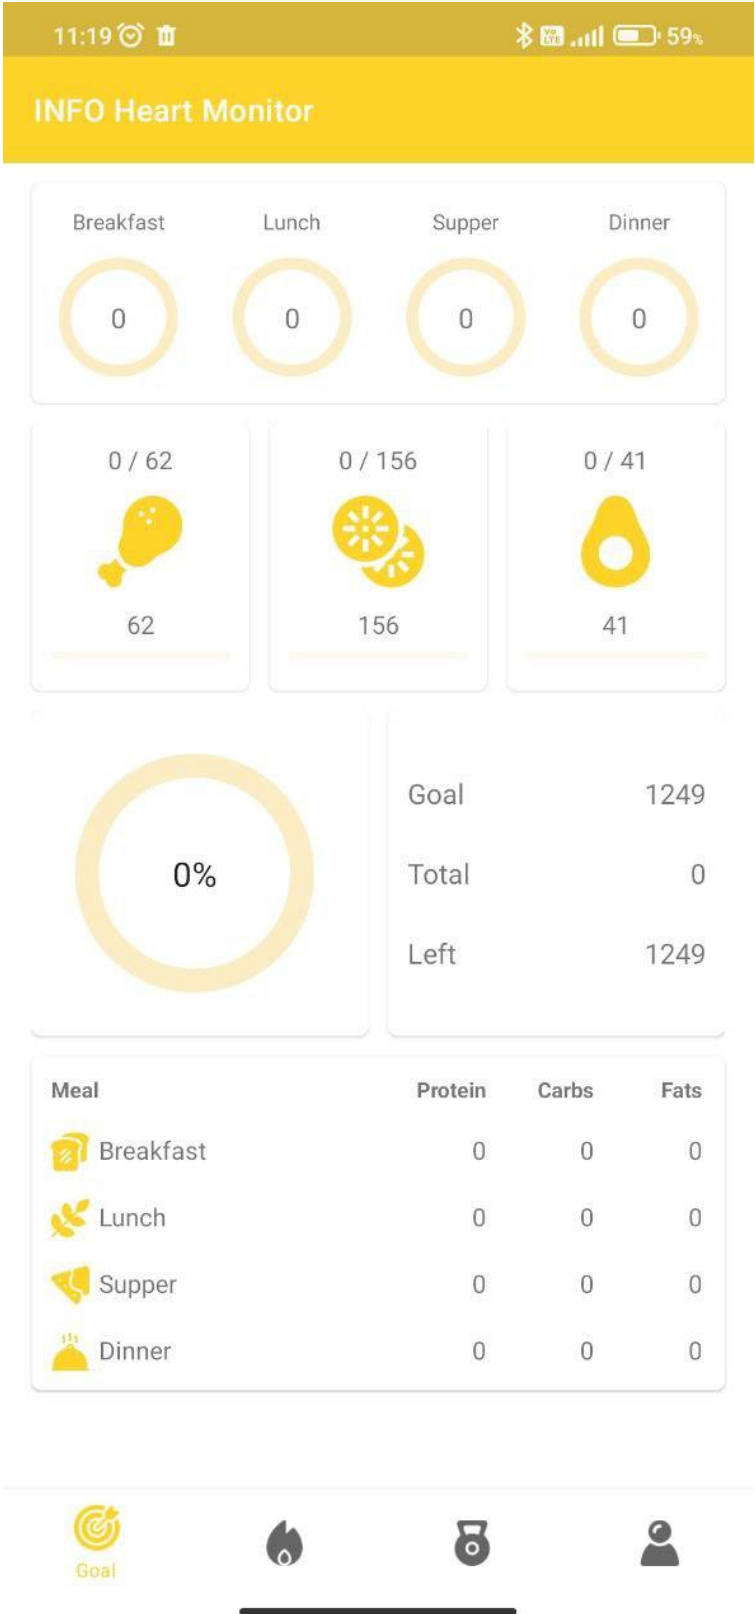 11:19 Vo LTE 59%
INFO Heart Monitor
Breakfast Lunch Supper Dinner
0 0 0 0
0 / 62 0 / 156 0 / 41
62 156 41
0%
Goal 1249
Total 0
Left 1249
Meal Protein Carbs Fats
Breakfast 0 0 0
Lunch 0 0 0
Supper 0 0 0
Dinner 0 0 0
Goal